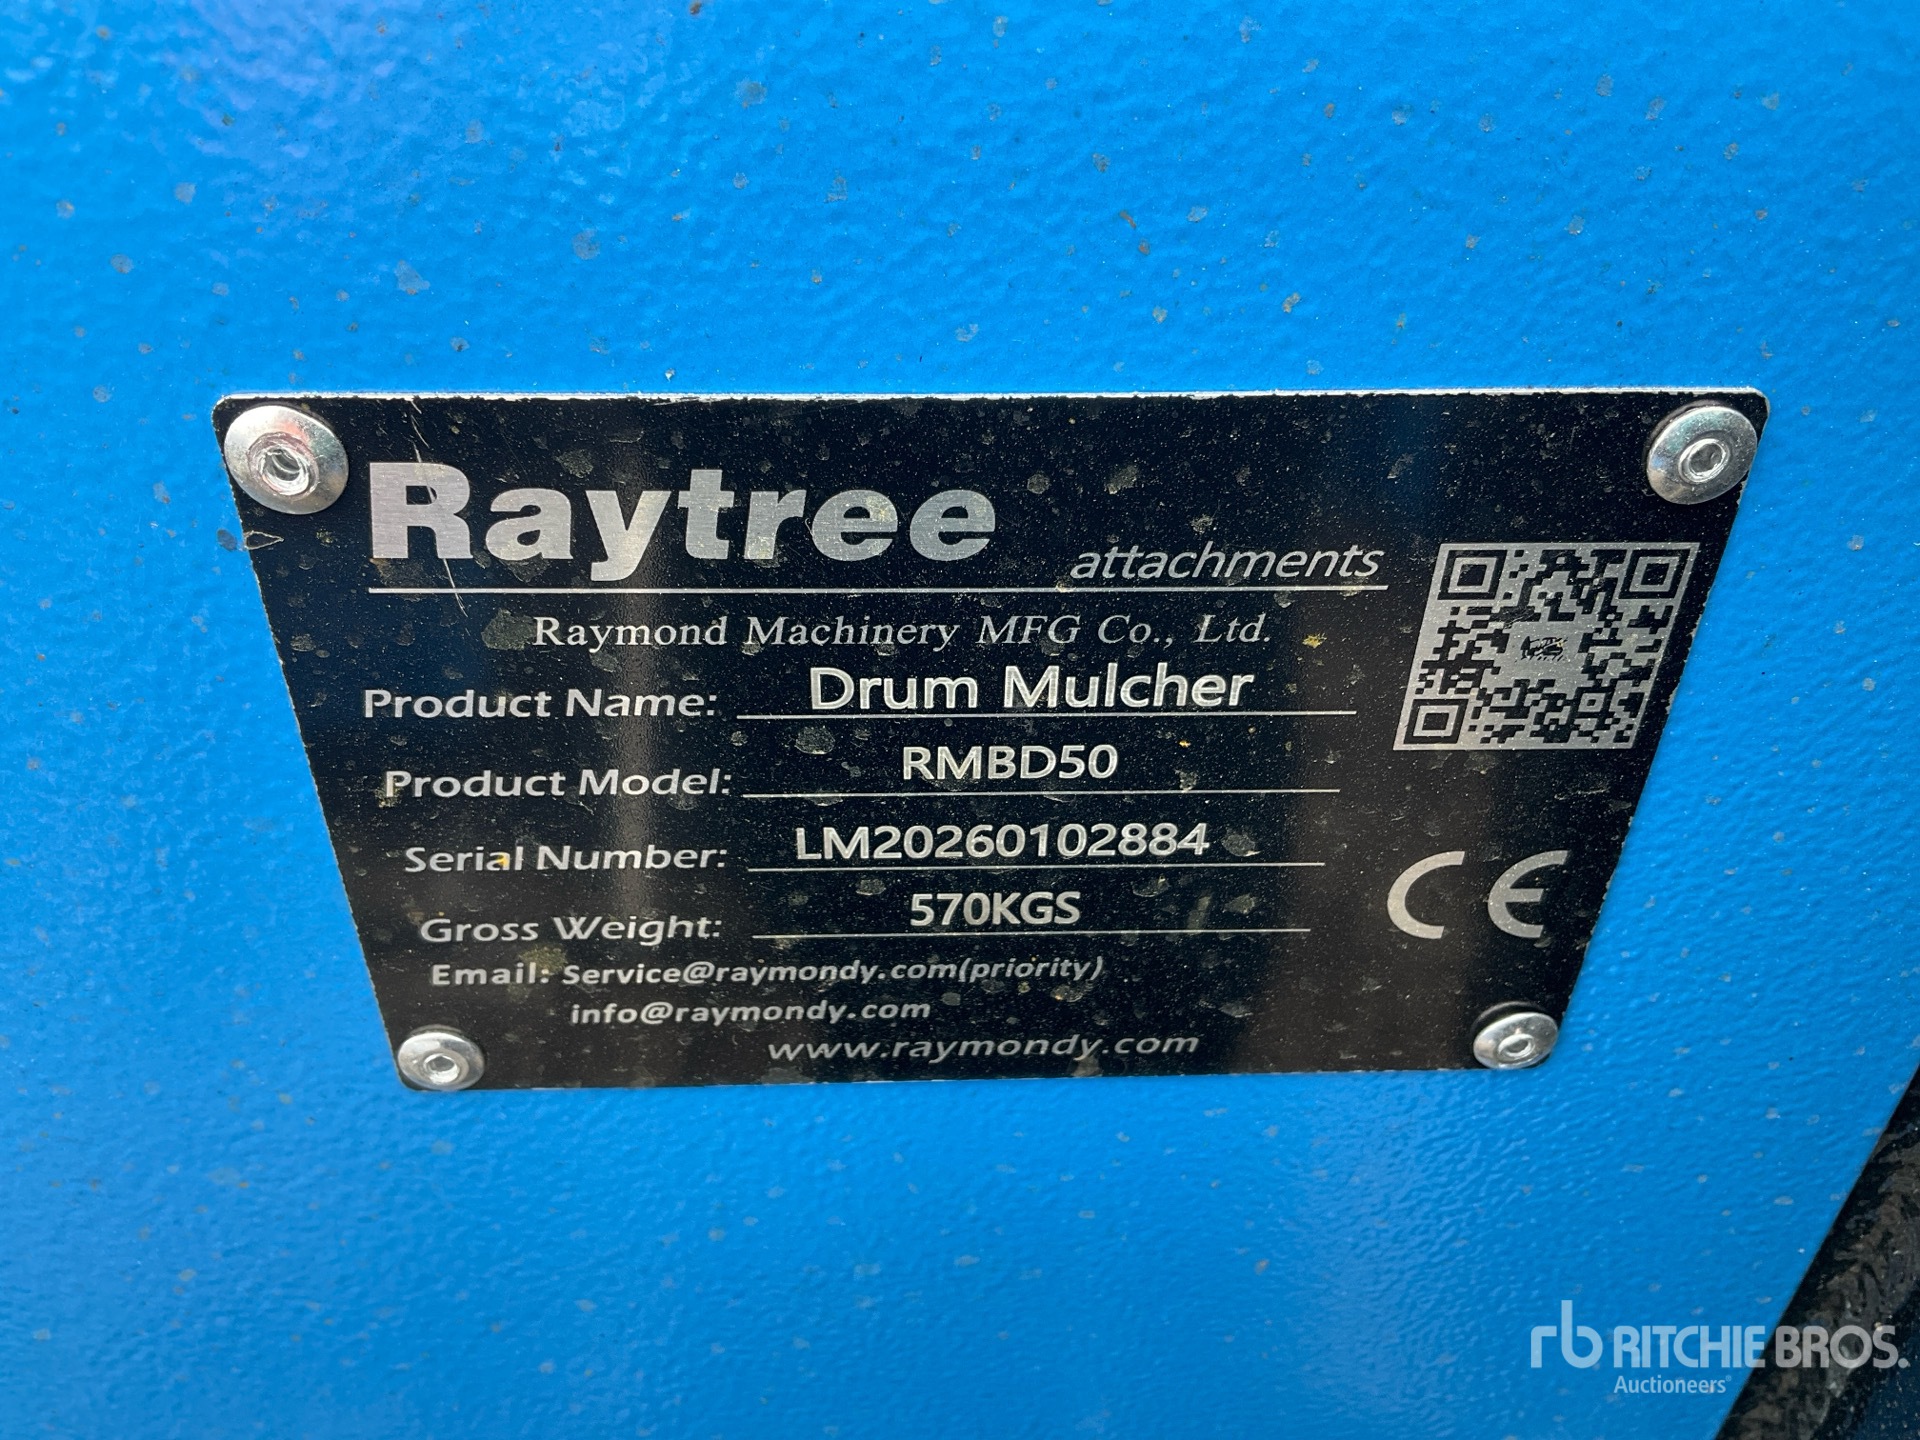 Raytree attachments
Raymond Machinery MFG Co., Ltd.
Product Name: Drum Mulcher
Product Model: RMBD50
Serial Number: LM20260102884
Gross Weight: 570KGS
Email: Service@raymondy.com(priority)
info@raymondy.com
www.raymondy.com
CE
rb RITCHIE BROS.
Auctioneers